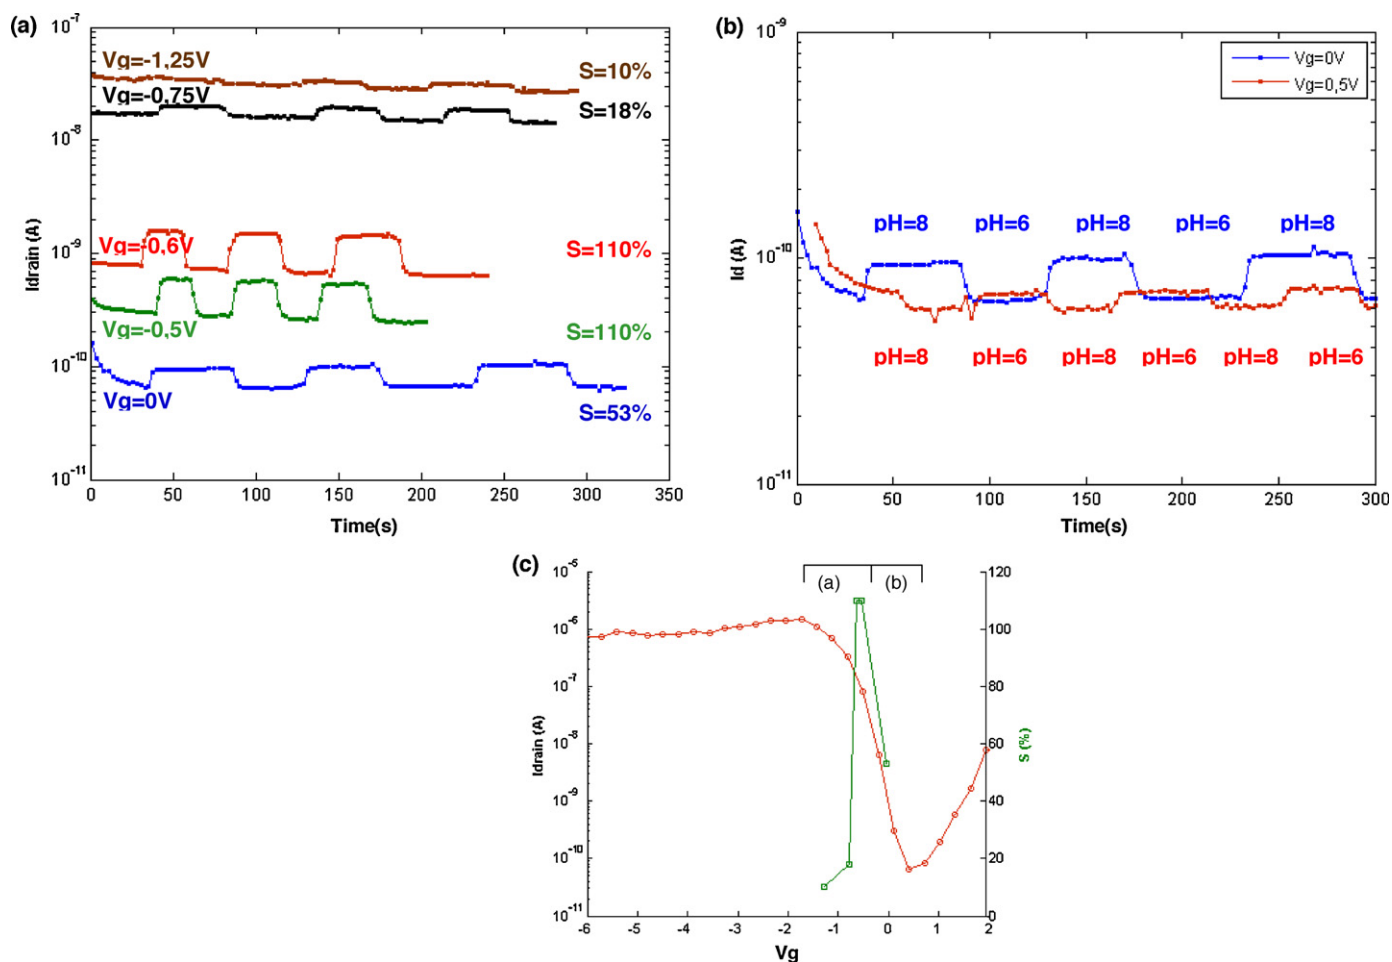 (a)
10^-7
10^-8
10^-9
10^-10
10^-11
Idrain (A)
Vg=-1,25V
S=10%
Vg=-0,75V
S=18%
Vg=-0,6V
S=110%
Vg=-0,5V
S=110%
Vg=0V
S=53%
0 50 100 150 200 250 300 350
Time(s)
(b)
10^-9
10^-10
10^-11
Id (A)
Vg=0V
Vg=0,5V
pH=8 pH=6 pH=8 pH=6 pH=8
pH=8 pH=6 pH=8 pH=6 pH=8 pH=6
0 50 100 150 200 250 300
Time(s)
(c)
10^-5
10^-6
10^-7
10^-8
10^-9
10^-10
10^-11
Idrain (A)
(a) (b)
120
100
80
60
40
20
0
S (%)
-6 -5 -4 -3 -2 -1 0 1 2
Vg